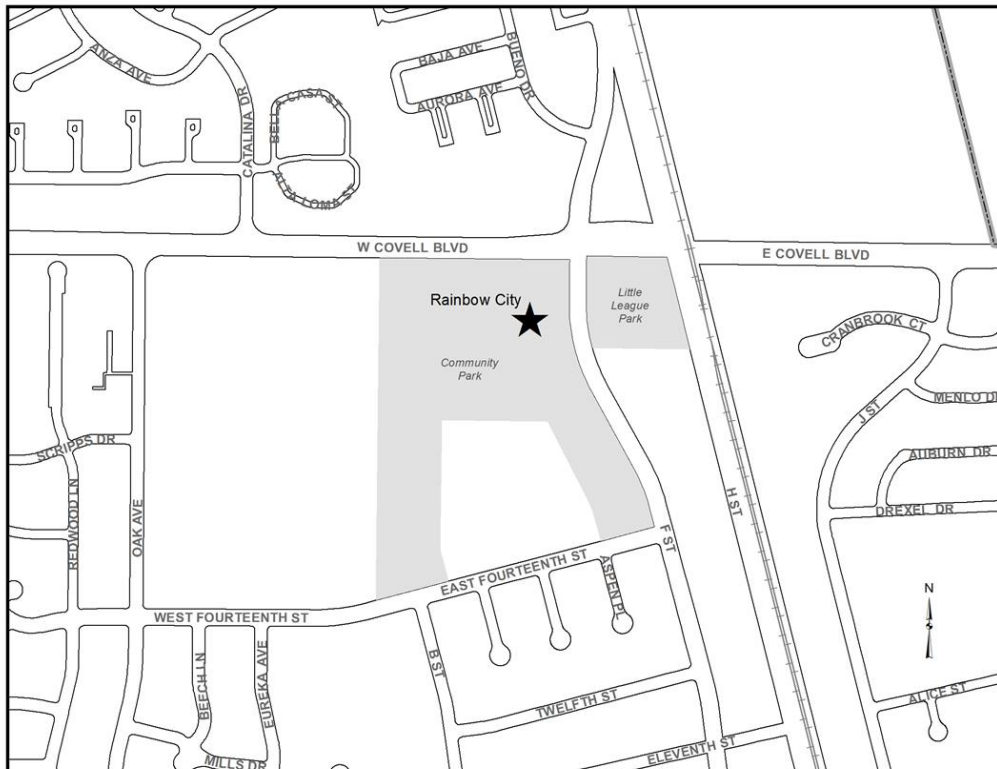 ANZA AVE
CATALINA DR
BELLA CASA ST
ALTA LOMA ST
BAJA AVE
AURORA AVE
BUENO DR
W COVELL BLVD
E COVELL BLVD
Rainbow City
Little
League
Park
Community
Park
CRANBROOK CT
MENLO D
J ST
AUBURN DR
DREXEL DR
SCRIPPS DR
REDWOOD LN
OAK AVE
H ST
F ST
EAST FOURTEENTH ST
ASPEN PL
WEST FOURTEENTH ST
BEECH LN
EUREKA AVE
B ST
TWELFTH ST
ELEVENTH ST
MILLS DR
ALICE ST
N
S